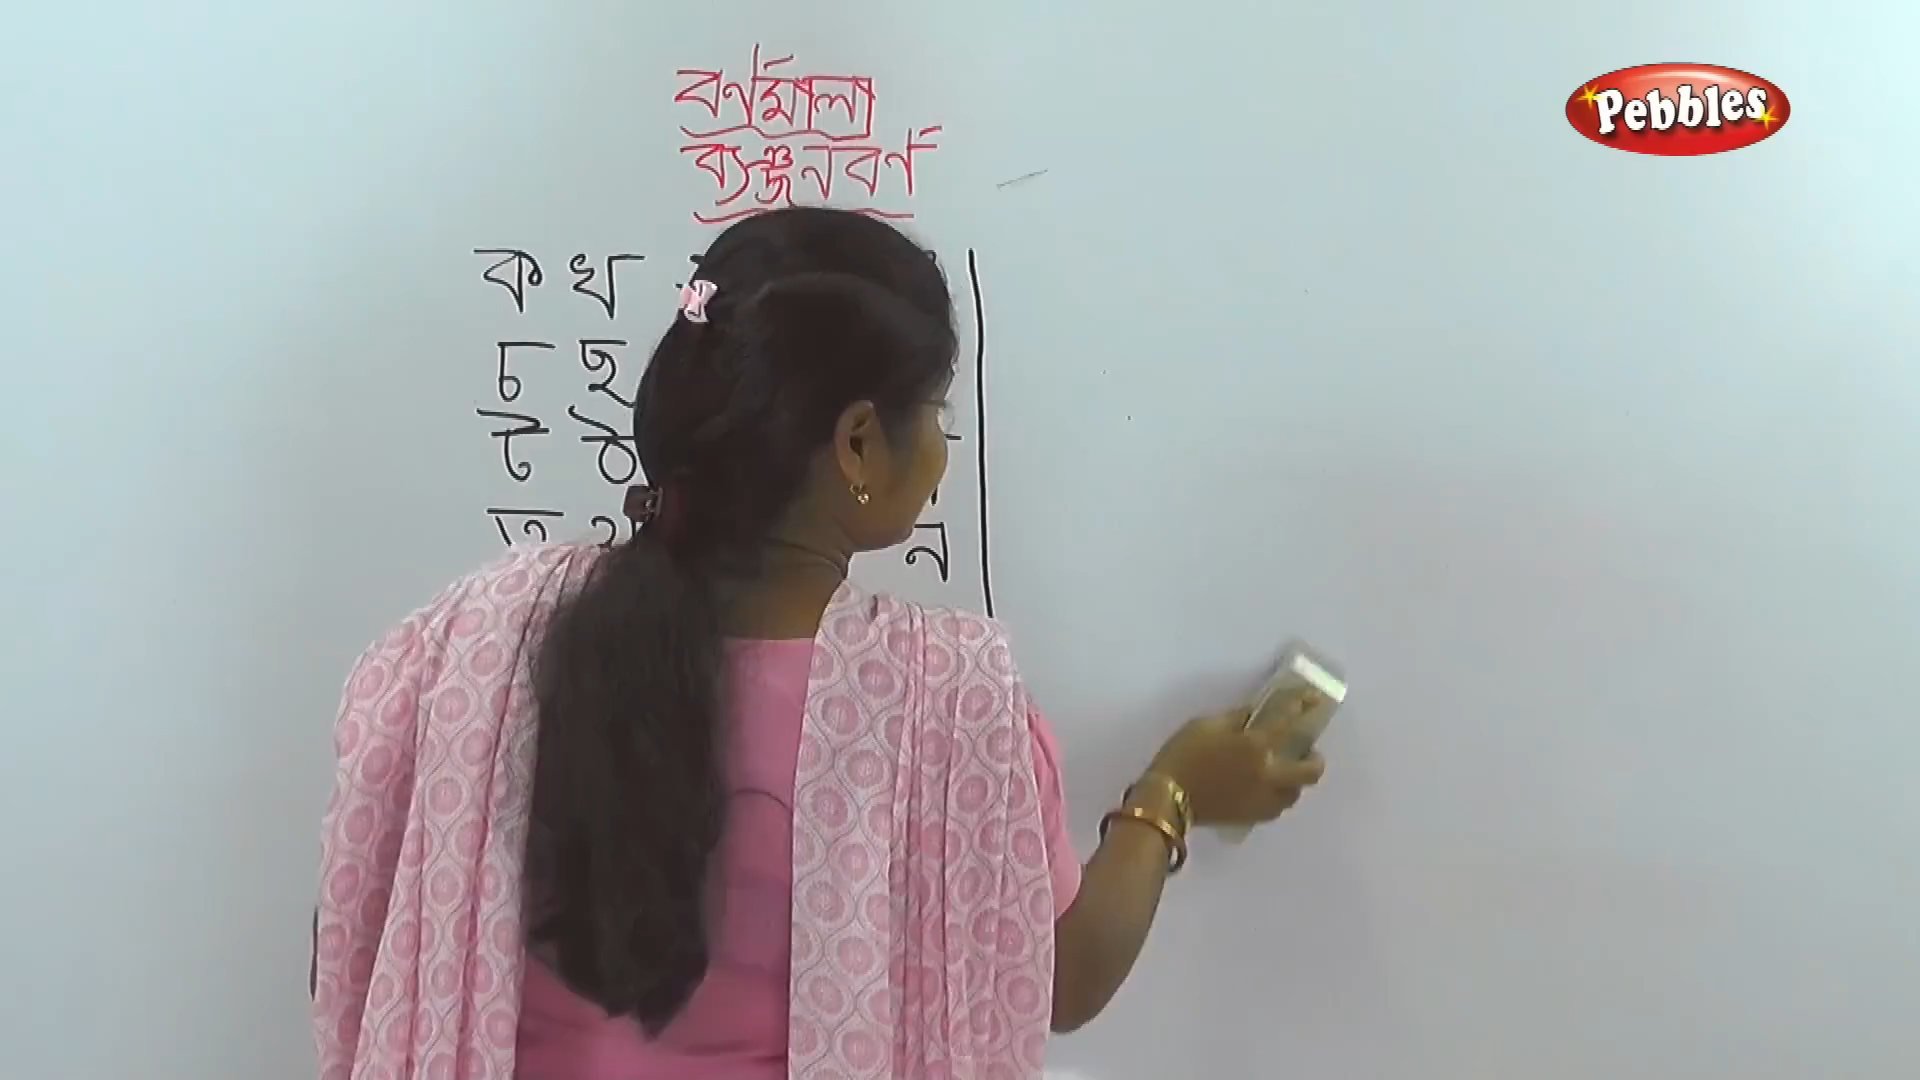 বর্ণমালা
ব্যঞ্জনবর্ণ
Pebbles
ক খ
চ ছ
ট ঠ
ত থ ন